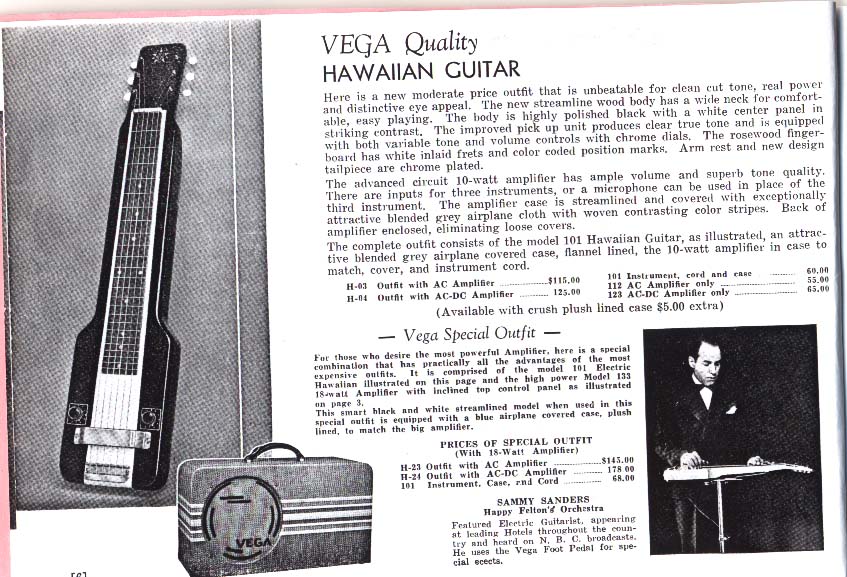 VEGA Quality
HAWAIIAN GUITAR
Here is a new moderate price outfit that is unbeatable for clean cut tone, real power
and distinctive eye appeal. The new streamline wood body has a wide neck for comfort-
able, easy playing. The body is highly polished black with a white center panel in
striking contrast. The improved pick up unit produces clear true tone and is equipped
with both variable tone and volume controls with chrome dials. The rosewood finger-
board has white inlaid frets and color coded position marks. Arm rest and new design
tailpiece are chrome plated.
The advanced circuit 10-watt amplifier has ample volume and superb tone quality.
There are inputs for three instruments, or a microphone can be used in place of the
third instrument. The amplifier case is streamlined and covered with exceptionally
attractive blended grey airplane cloth with woven contrasting color stripes. Back of
amplifier enclosed, eliminating loose covers.
The complete outfit consists of the model 101 Hawaiian Guitar, as illustrated, an attrac-
tive blended grey airplane covered case, flannel lined, the 10-watt amplifier in case to
match, cover, and instrument cord.
H-03 Outfit with AC Amplifier $115.00
H-04 Outfit with AC-DC Amplifier 125.00
101 Instrument, cord and case 60.00
112 AC Amplifier only 55.00
123 AC-DC Amplifier only 65.00
(Available with crush plush lined case $5.00 extra)
— Vega Special Outfit —
For those who desire the most powerful Amplifier, here is a special
combination that has practically all the advantages of the most
expensive outfits. It is comprised of the model 101 Electric
Hawaiian illustrated on this page and the high power Model 133
18-watt Amplifier with inclined top control panel as illustrated
on page 3.
This smart black and white streamlined model when used in this
special outfit is equipped with a blue airplane covered case, plush
lined, to match the big amplifier.
PRICES OF SPECIAL OUTFIT
(With 18-Watt Amplifier)
H-23 Outfit with AC Amplifier $145.00
H-24 Outfit with AC-DC Amplifier 178 00
101 Instrument, Case, and Cord 68.00
SAMMY SANDERS
Happy Felton's Orchestra
Featured Electric Guitarist, appearing
at leading Hotels throughout the coun-
try and heard on N. B. C. broadcasts.
He uses the Vega Foot Pedal for spe-
cial
VEGA